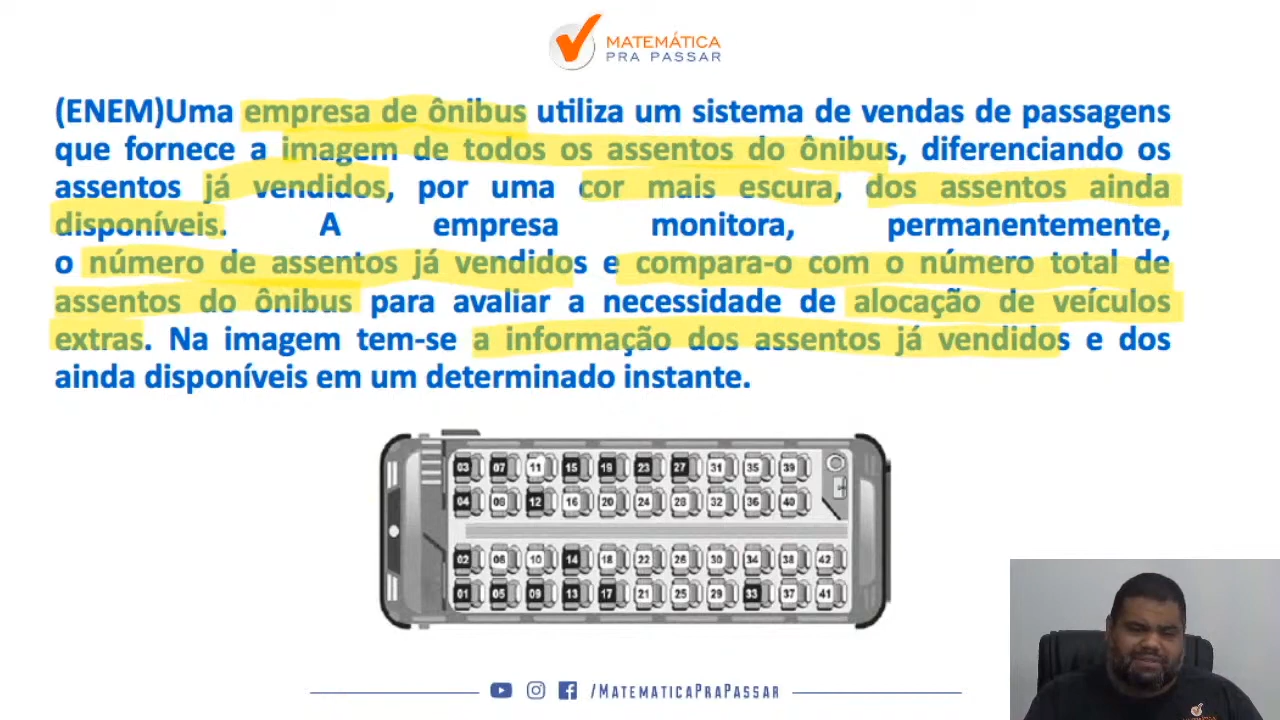 MATEMÁTICA
PRA PASSAR
(ENEM)Uma empresa de ônibus utiliza um sistema de vendas de passagens
que fornece a imagem de todos os assentos do ônibus, diferenciando os
assentos já vendidos, por uma cor mais escura, dos assentos ainda
disponíveis. A empresa monitora, permanentemente,
o número de assentos já vendidos e compara-o com o número total de
assentos do ônibus para avaliar a necessidade de alocação de veículos
extras. Na imagem tem-se a informação dos assentos já vendidos e dos
ainda disponíveis em um determinado instante.
03 07 11 15 19 23 27 31 35 39
04 08 12 16 20 24 28 32 36 40
02 06 10 14 18 22 26 30 34 38 42
01 05 09 13 17 21 25 29 33 37 41
/MATEMATICAPRAPASSAR